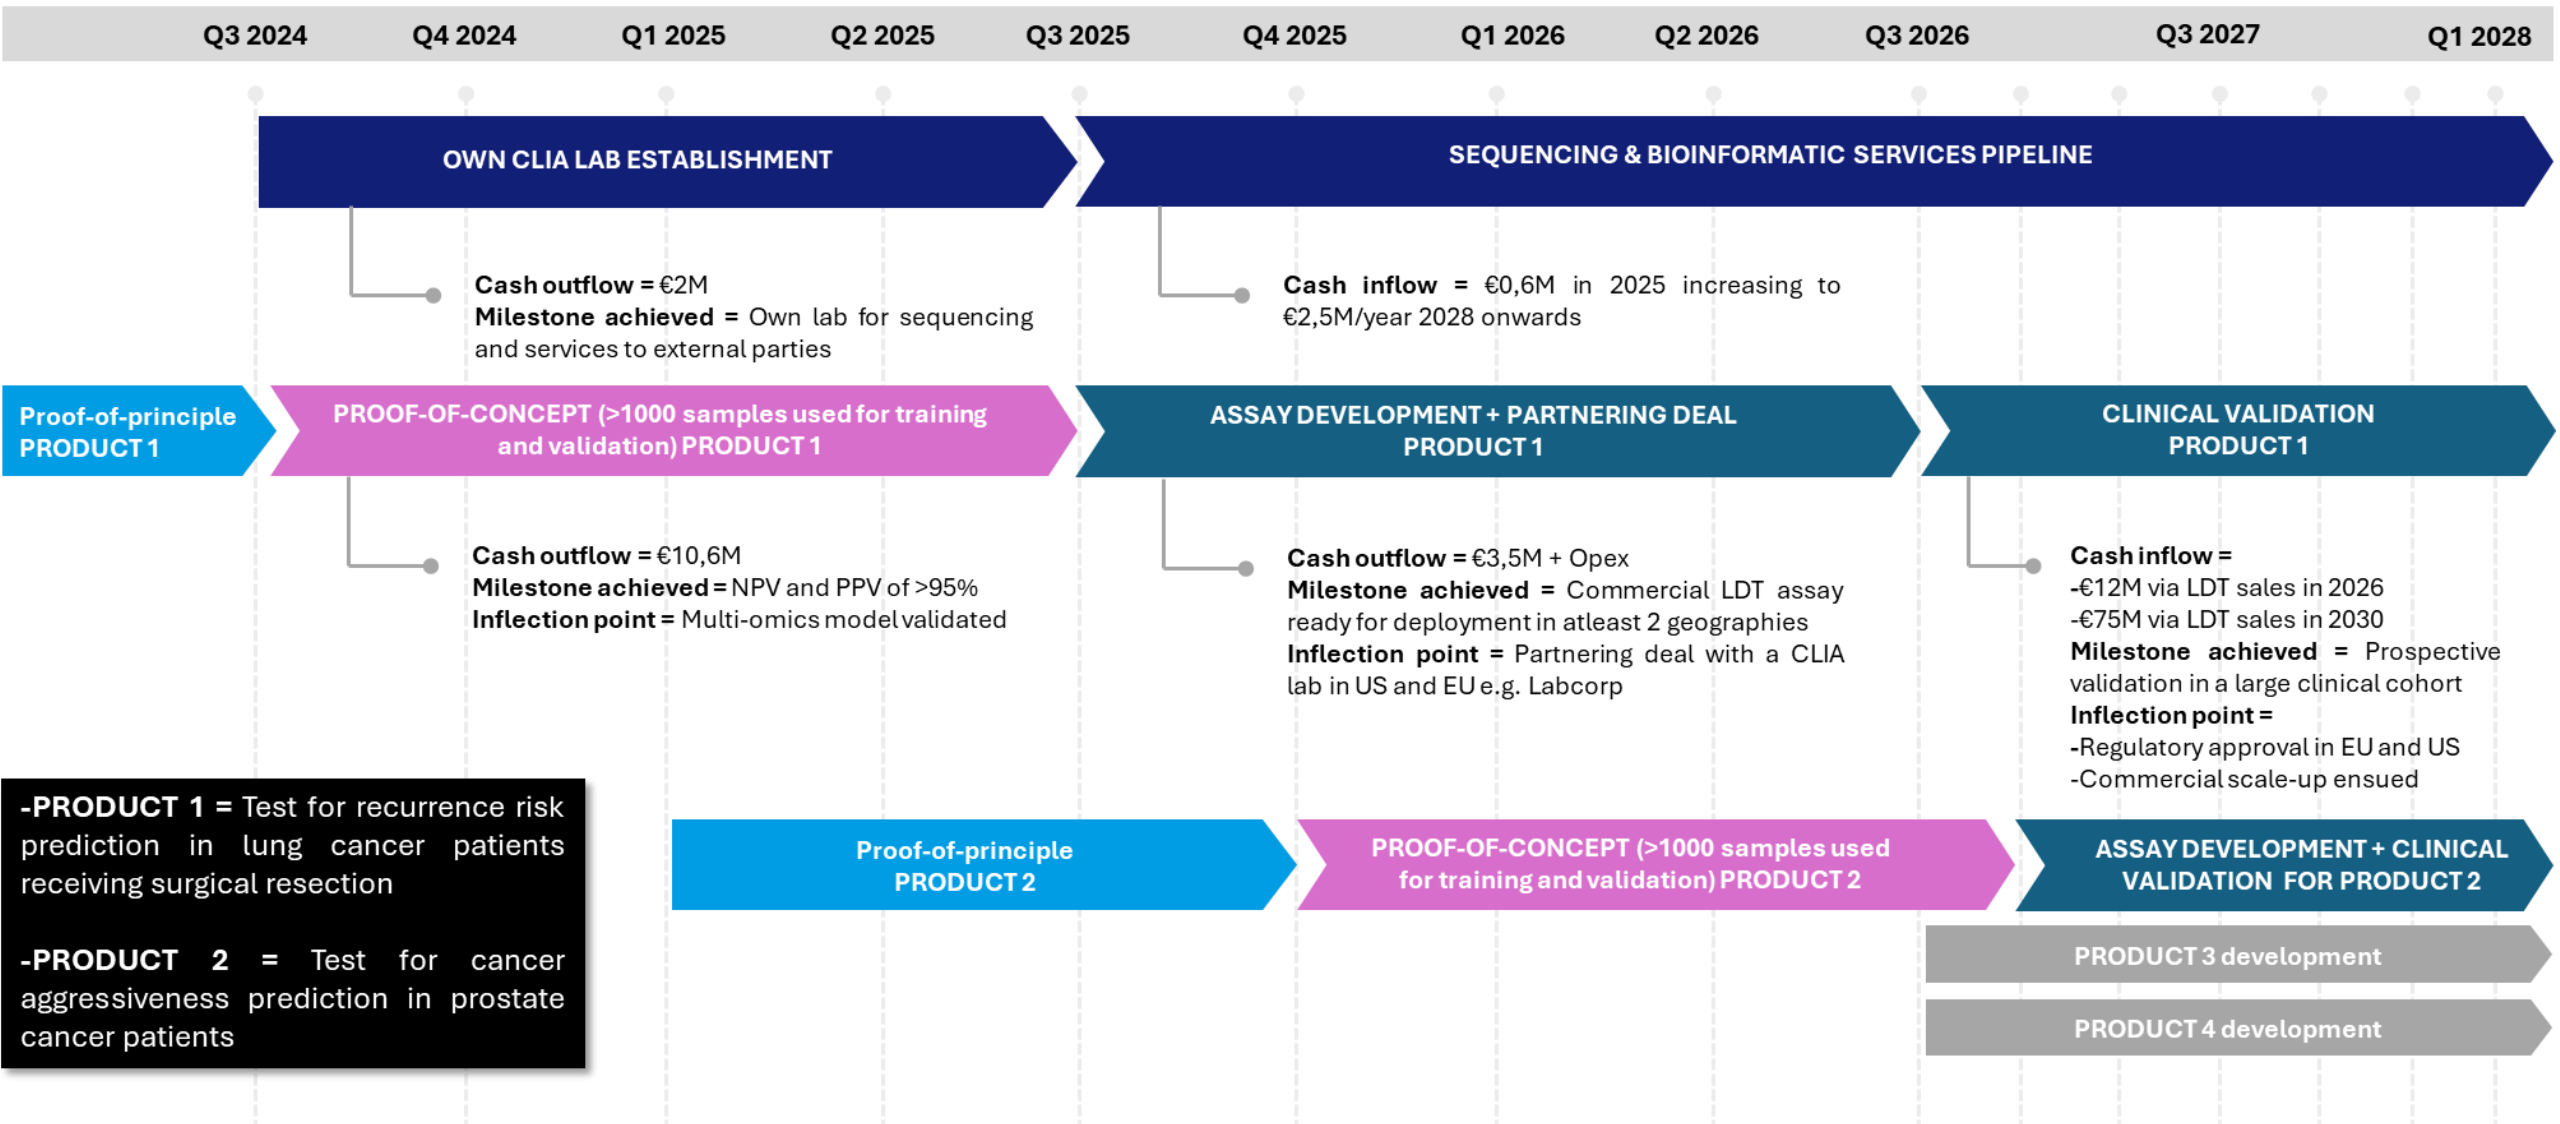 Q3 2024 Q4 2024 Q1 2025 Q2 2025 Q3 2025 Q4 2025 Q1 2026 Q2 2026 Q3 2026 Q3 2027 Q1 2028
OWN CLIA LAB ESTABLISHMENT
SEQUENCING & BIOINFORMATIC SERVICES PIPELINE
Cash outflow = €2M
Milestone achieved = Own lab for sequencing
and services to external parties
Cash inflow = €0,6M in 2025 increasing to
€2,5M/year 2028 onwards
Proof-of-principle
PRODUCT 1
PROOF-OF-CONCEPT (>1000 samples used for training
and validation) PRODUCT 1
ASSAY DEVELOPMENT + PARTNERING DEAL
PRODUCT 1
CLINICAL VALIDATION
PRODUCT 1
Cash outflow = €10,6M
Milestone achieved = NPV and PPV of >95%
Inflection point = Multi-omics model validated
Cash outflow = €3,5M + Opex
Milestone achieved = Commercial LDT assay
ready for deployment in atleast 2 geographies
Inflection point = Partnering deal with a CLIA
lab in US and EU e.g. Labcorp
Cash inflow =
-€12M via LDT sales in 2026
-€75M via LDT sales in 2030
Milestone achieved = Prospective
validation in a large clinical cohort
Inflection point =
-Regulatory approval in EU and US
-Commercial scale-up ensued
-PRODUCT 1 = Test for recurrence risk
prediction in lung cancer patients
receiving surgical resection
-PRODUCT 2 = Test for cancer
aggressiveness prediction in prostate
cancer patients
Proof-of-principle
PRODUCT 2
PROOF-OF-CONCEPT (>1000 samples used
for training and validation) PRODUCT 2
ASSAY DEVELOPMENT + CLINICAL
VALIDATION FOR PRODUCT 2
PRODUCT 3 development
PRODUCT 4 development